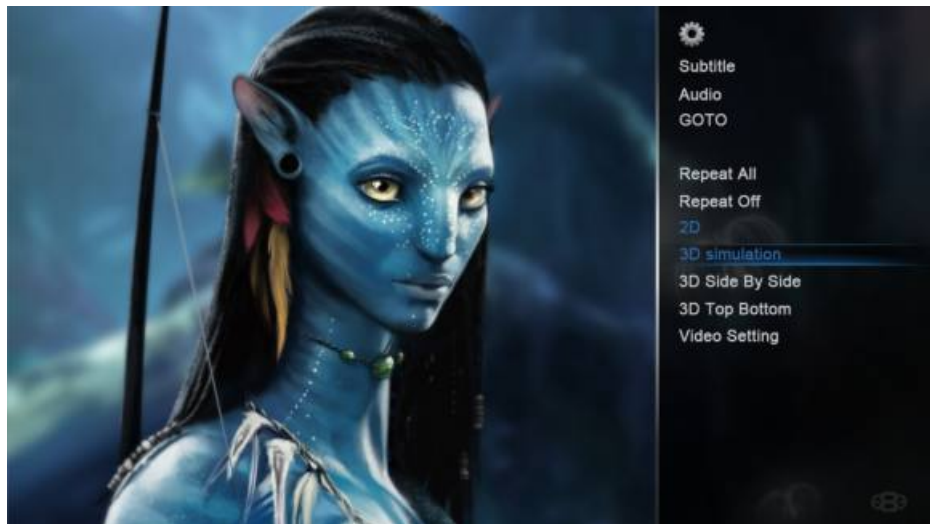 Subtitle
Audio
GOTO
Repeat All
Repeat Off
2D
3D simulation
3D Side By Side
3D Top Bottom
Video Setting